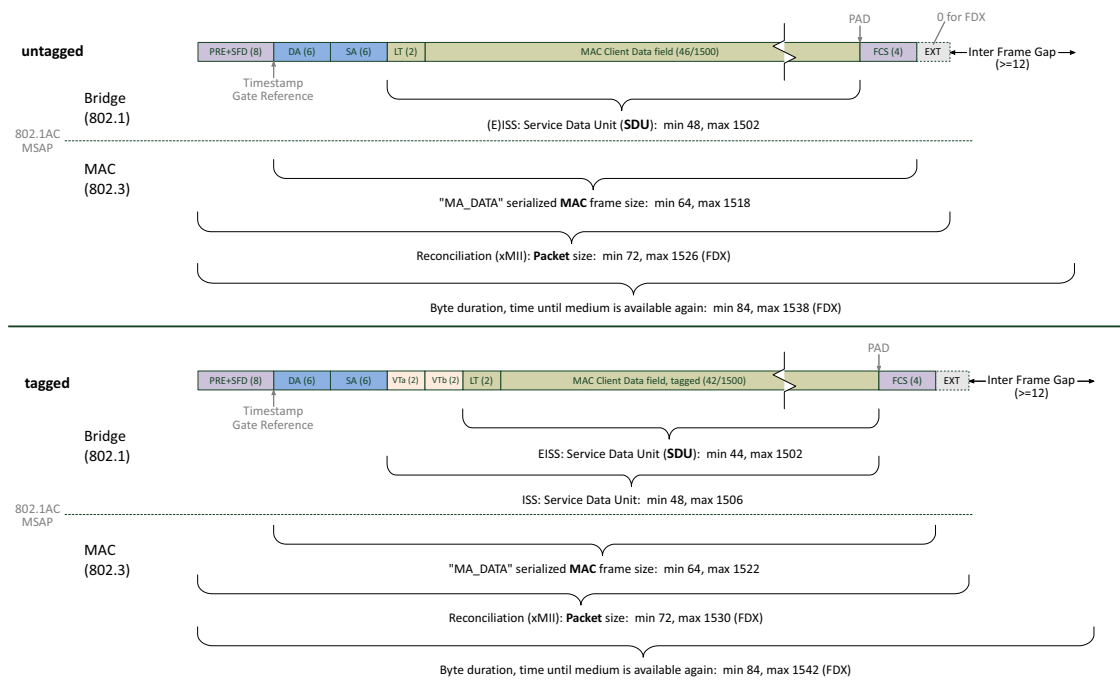 PAD
0 for FDX
untagged
PRE+SFD (8)
DA (6)
SA (6)
LT (2)
MAC Client Data field (46/1500)
FCS (4)
EXT
Inter Frame Gap
(>=12)
Timestamp
Gate Reference
Bridge
(802.1)
(E)ISS: Service Data Unit (SDU): min 48, max 1502
802.1AC
MSAP
MAC
(802.3)
"MA_DATA" serialized MAC frame size: min 64, max 1518
Reconciliation (xMII): Packet size: min 72, max 1526 (FDX)
Byte duration, time until medium is available again: min 84, max 1538 (FDX)
PAD
tagged
PRE+SFD (8)
DA (6)
SA (6)
VTa (2)
VTb (2)
LT (2)
MAC Client Data field, tagged (42/1500)
FCS (4)
EXT
Inter Frame Gap
(>=12)
Timestamp
Gate Reference
Bridge
(802.1)
EISS: Service Data Unit (SDU): min 44, max 1502
ISS: Service Data Unit: min 48, max 1506
802.1AC
MSAP
MAC
(802.3)
"MA_DATA" serialized MAC frame size: min 64, max 1522
Reconciliation (xMII): Packet size: min 72, max 1530 (FDX)
Byte duration, time until medium is available again: min 84, max 1542 (FDX)